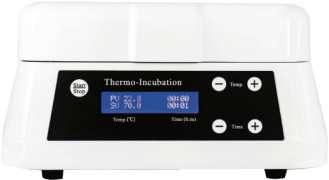 Thermo-Incubation
Start
Stop
PV 22.8 00:00
SV 70.0 00:01
Temp (℃) Time (h:m)
− Temp +
− Time +